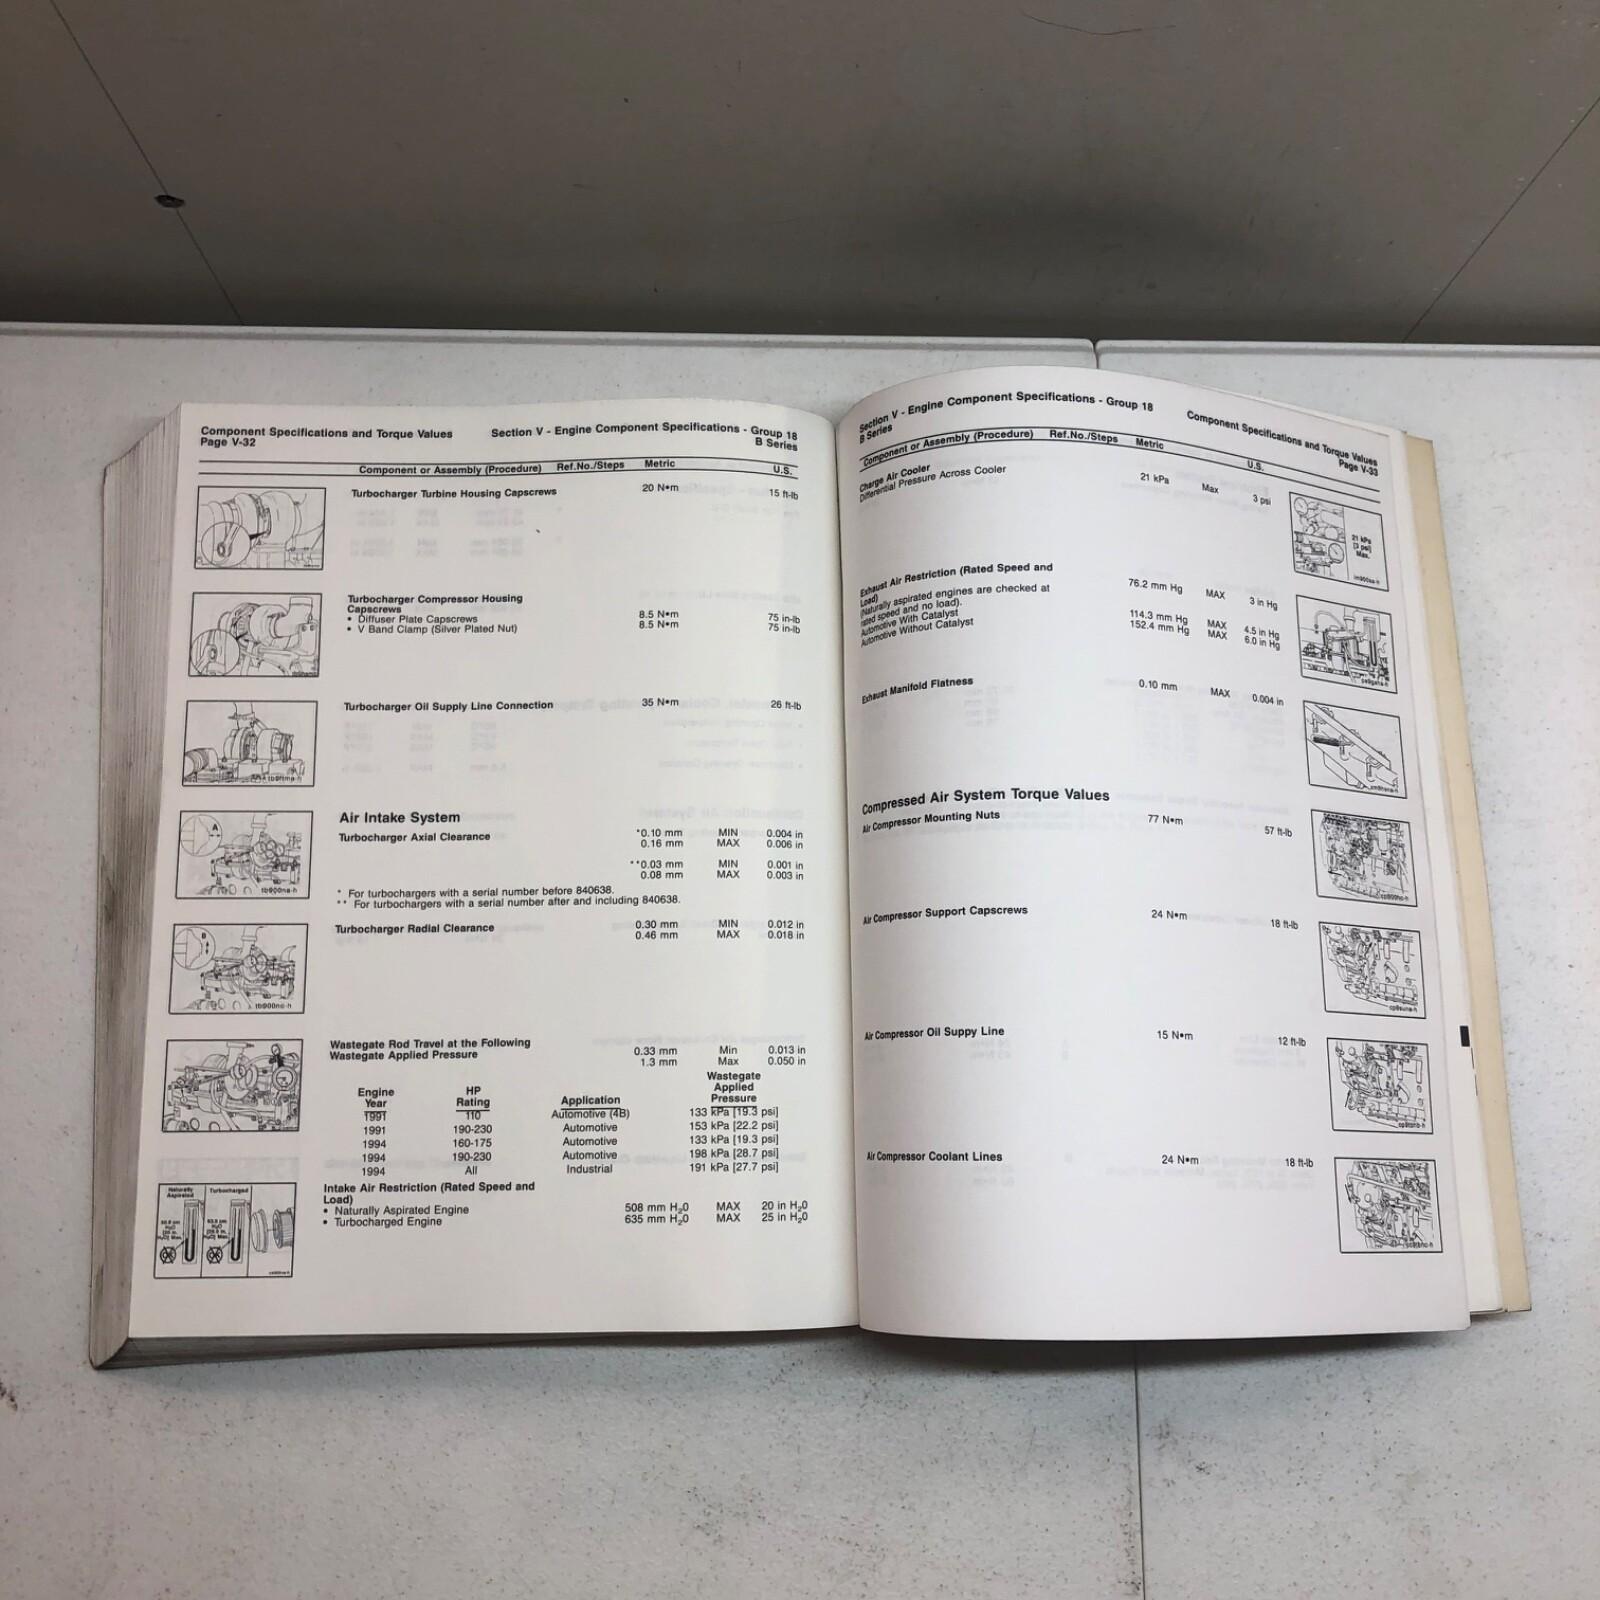 Component Specifications and Torque Values
Page V-32
Section V - Engine Component Specifications - Group 18
B Series
Component or Assembly (Procedure) Ref.No./Steps Metric U.S.
Turbocharger Turbine Housing Capscrews 20 N•m 15 ft-lb
Turbocharger Compressor Housing
Capscrews
• Diffuser Plate Capscrews 8.5 N•m 75 in-lb
• V Band Clamp (Silver Plated Nut) 8.5 N•m 75 in-lb
Turbocharger Oil Supply Line Connection 35 N•m 26 ft-lb
Air Intake System
A
Turbocharger Axial Clearance *0.10 mm MIN 0.004 in
0.16 mm MAX 0.006 in
**0.03 mm MIN 0.001 in
0.08 mm MAX 0.003 in
tb900na-h
* For turbochargers with a serial number before 840638.
** For turbochargers with a serial number after and including 840638.
B
Turbocharger Radial Clearance 0.30 mm MIN 0.012 in
0.46 mm MAX 0.018 in
tb900nc-h
Wastegate Rod Travel at the Following
Wastegate Applied Pressure
0.33 mm Min 0.013 in
1.3 mm Max 0.050 in
Engine Year HP Rating Application Wastegate Applied Pressure
1991 110 Automotive (4B) 133 kPa [19.3 psi]
1991 190-230 Automotive 153 kPa [22.2 psi]
1994 160-175 Automotive 133 kPa [19.3 psi]
1994 190-230 Automotive 198 kPa [28.7 psi]
1994 All Industrial 191 kPa [27.7 psi]
Naturally Aspirated
Turbocharged
OK
OK
Intake Air Restriction (Rated Speed and
Load)
• Naturally Aspirated Engine 508 mm H20 MAX 20 in H20
• Turbocharged Engine 635 mm H20 MAX 25 in H20
Section V - Engine Component Specifications - Group 18
B Series
Component Specifications and Torque Values
Page V-33
Component or Assembly (Procedure) Ref.No./Steps Metric U.S.
Charge Air Cooler
Differential Pressure Across Cooler 21 kPa Max 3 psi
21 kPa
[3 psi]
Max.
Exhaust Air Restriction (Rated Speed and
Load)
(Naturally aspirated engines are checked at
rated speed and no load). 76.2 mm Hg MAX 3 in Hg
Automotive With Catalyst 114.3 mm Hg MAX 4.5 in Hg
Automotive Without Catalyst 152.4 mm Hg MAX 6.0 in Hg
Exhaust Manifold Flatness 0.10 mm MAX 0.004 in
Compressed Air System Torque Values
Air Compressor Mounting Nuts 77 N•m 57 ft-lb
Air Compressor Support Capscrews 24 N•m 18 ft-lb
Air Compressor Oil Suppy Line 15 N•m 12 ft-lb
Air Compressor Coolant Lines 24 N•m 18 ft-lb